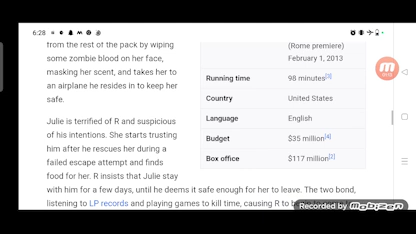 6:28
from the rest of the pack by wiping
some zombie blood on her face,
masking her scent, and takes her to
an airplane he resides in to keep her
safe.
(Rome premiere)
February 1, 2013
Running time 98 minutes[3]
Country United States
Language English
Budget $35 million[4]
Box office $117 million[2]
Julie is terrified of R and suspicious
of his intentions. She starts trusting
him after he rescues her during a
failed escape attempt and finds
food for her. R insists that Julie stay
with him for a few days, until he deems it safe enough for her to leave. The two bond,
listening to LP records and playing games to kill time, causing R to
Recorded by Mobizen